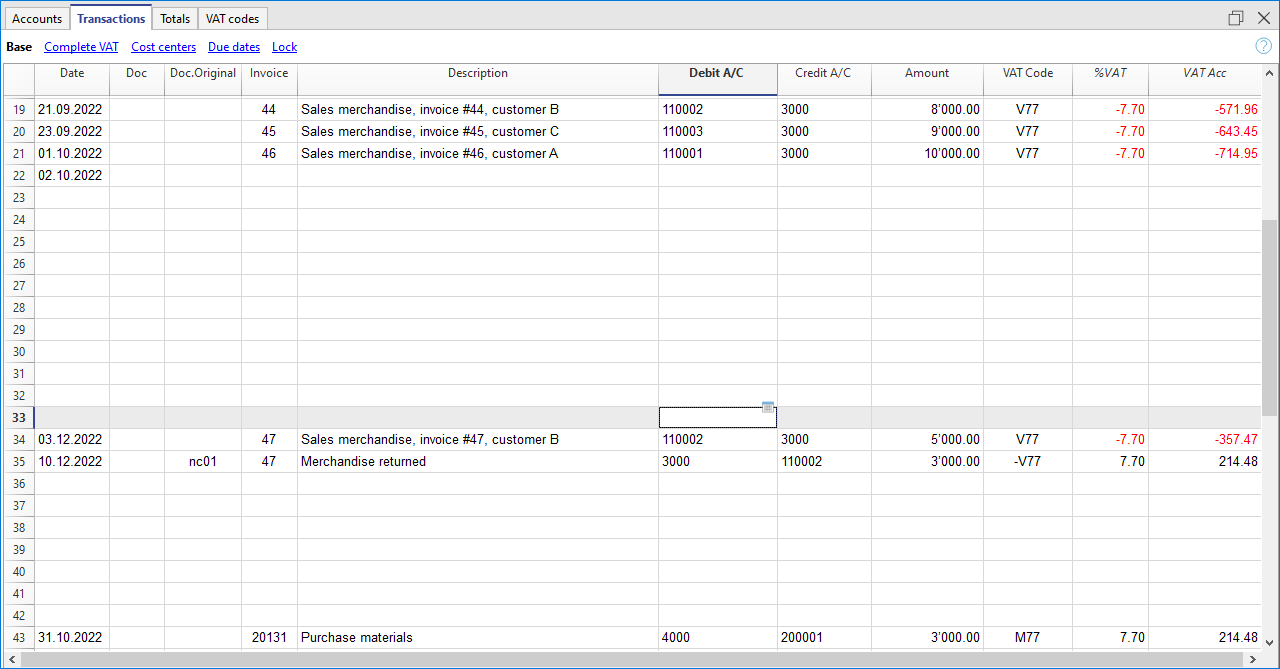 Accounts Transactions Totals VAT codes
Base Complete VAT Cost centers Due dates Lock ?
Date Doc Doc.Original Invoice Description Debit A/C Credit A/C Amount VAT Code %VAT VAT Acc
19 21.09.2022 44 Sales merchandise, invoice #44, customer B 110002 3000 8'000.00 V77 -7.70 -571.96
20 23.09.2022 45 Sales merchandise, invoice #45, customer C 110003 3000 9'000.00 V77 -7.70 -643.45
21 01.10.2022 46 Sales merchandise, invoice #46, customer A 110001 3000 10'000.00 V77 -7.70 -714.95
22 02.10.2022
23
24
25
26
27
28
29
30
31
32
33
34 03.12.2022 47 Sales merchandise, invoice #47, customer B 110002 3000 5'000.00 V77 -7.70 -357.47
35 10.12.2022 nc01 47 Merchandise returned 3000 110002 3'000.00 -V77 7.70 214.48
36
37
38
39
40
41
42
43 31.10.2022 20131 Purchase materials 4000 200001 3'000.00 M77 7.70 214.48